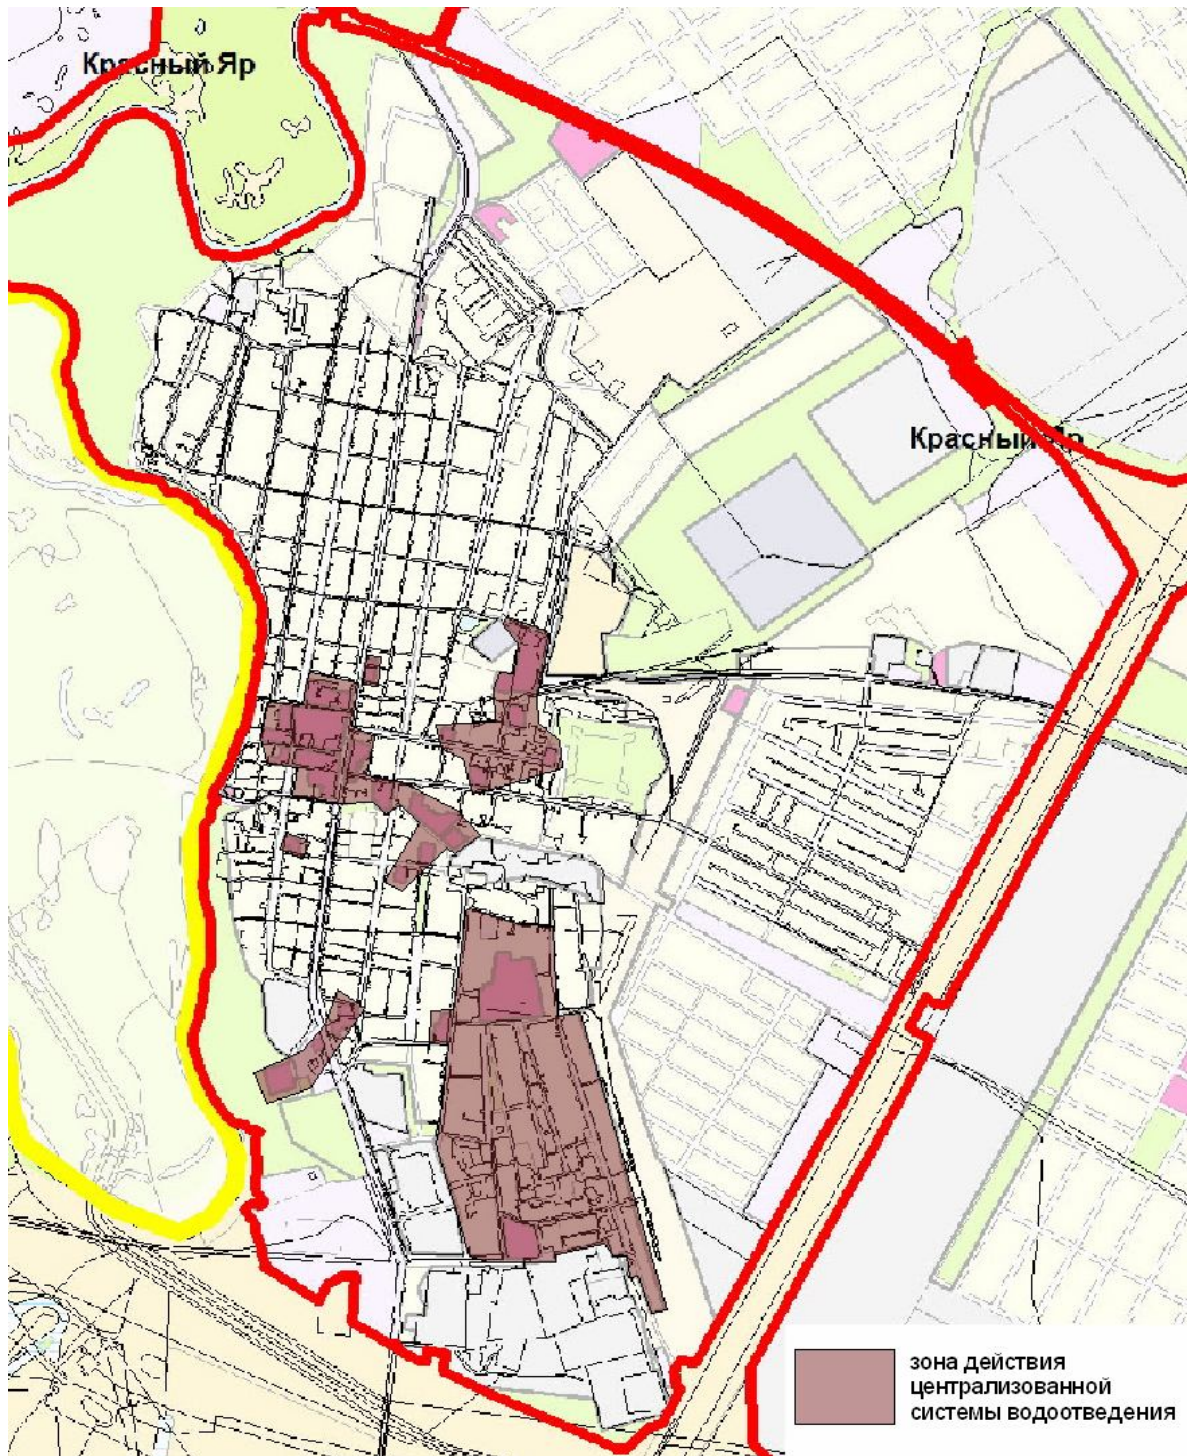 Красный Яр
Красный Яр
зона действия
централизованной
системы водоотведения